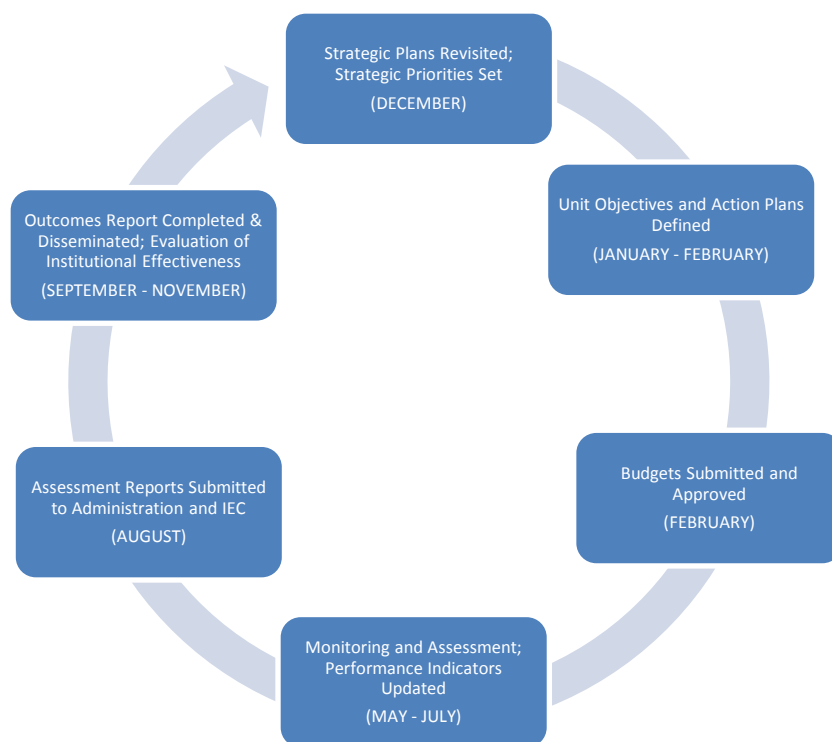 Strategic Plans Revisited;
Strategic Priorities Set
(DECEMBER)
Unit Objectives and Action Plans
Defined
(JANUARY - FEBRUARY)
Budgets Submitted and
Approved
(FEBRUARY)
Monitoring and Assessment;
Performance Indicators
Updated
(MAY - JULY)
Assessment Reports Submitted
to Administration and IEC
(AUGUST)
Outcomes Report Completed &
Disseminated; Evaluation of
Institutional Effectiveness
(SEPTEMBER - NOVEMBER)